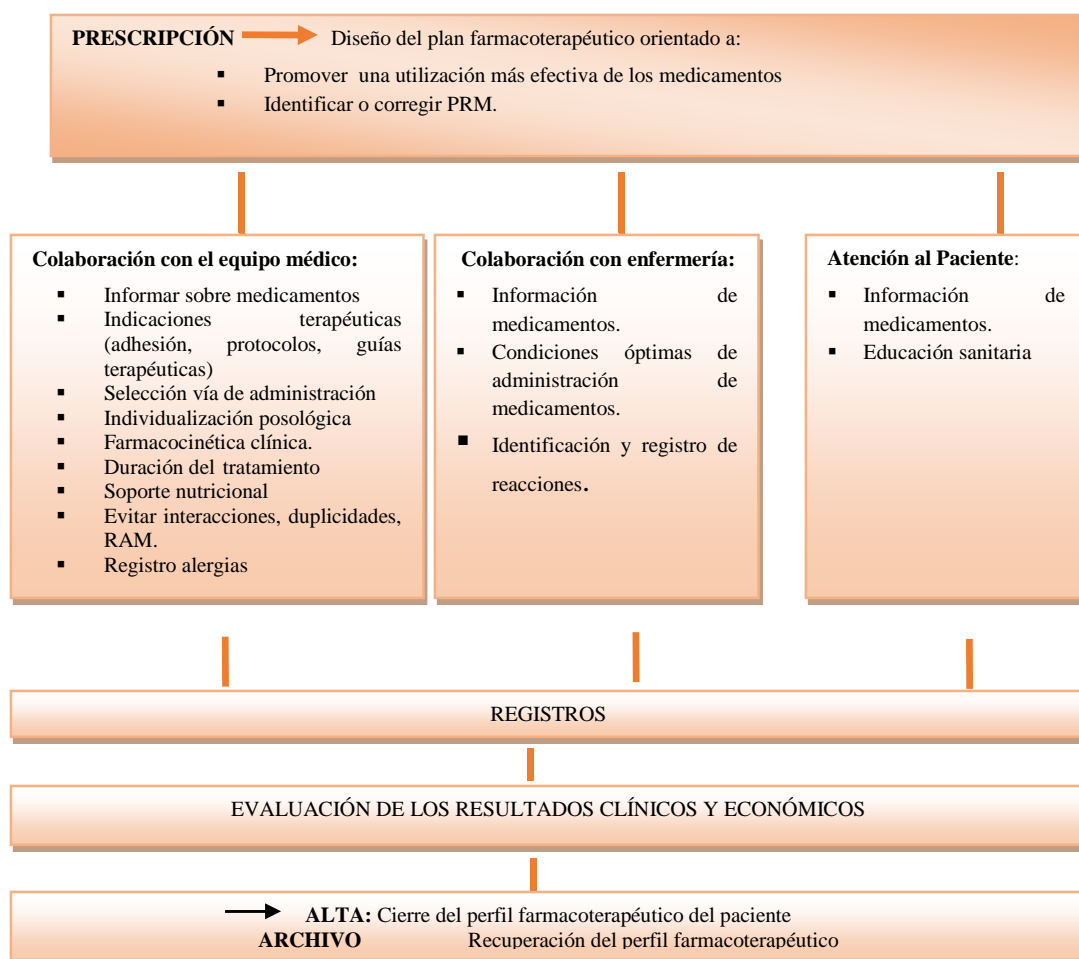 PRESCRIPCIÓN Diseño del plan farmacoterapéutico orientado a:
▪ Promover una utilización más efectiva de los medicamentos
▪ Identificar o corregir PRM.
Colaboración con el equipo médico:
▪ Informar sobre medicamentos
▪ Indicaciones terapéuticas
(adhesión, protocolos, guías
terapéuticas)
▪ Selección vía de administración
▪ Individualización posológica
▪ Farmacocinética clínica.
▪ Duración del tratamiento
▪ Soporte nutricional
▪ Evitar interacciones, duplicidades,
RAM.
▪ Registro alergias
Colaboración con enfermería:
▪ Información de
medicamentos.
▪ Condiciones óptimas de
administración de
medicamentos.
▪ Identificación y registro de
reacciones.
Atención al Paciente:
▪ Información de
medicamentos.
▪ Educación sanitaria
REGISTROS
EVALUACIÓN DE LOS RESULTADOS CLÍNICOS Y ECONÓMICOS
ALTA: Cierre del perfil farmacoterapéutico del paciente
ARCHIVO Recuperación del perfil farmacoterapéutico